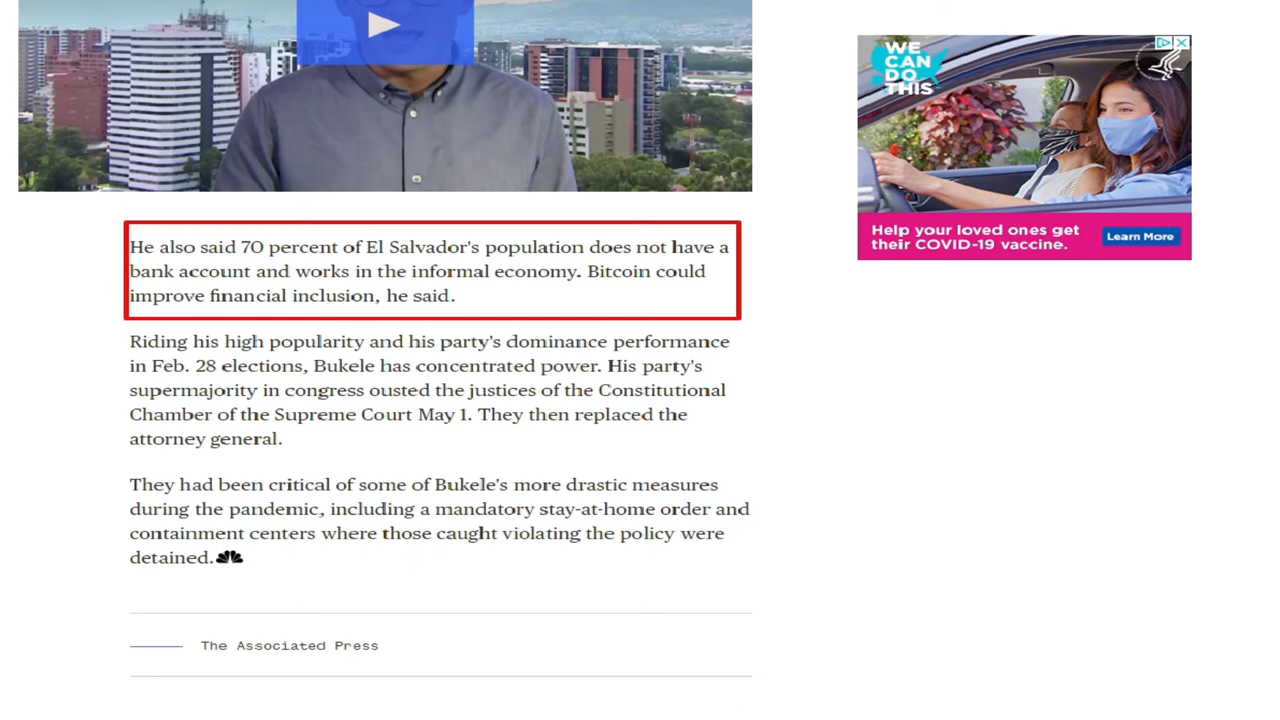 WE
CAN
DO
THIS
Help your loved ones get
their COVID-19 vaccine.
Learn More
He also said 70 percent of El Salvador's population does not have a
bank account and works in the informal economy. Bitcoin could
improve financial inclusion, he said.
Riding his high popularity and his party's dominance performance
in Feb. 28 elections, Bukele has concentrated power. His party's
supermajority in congress ousted the justices of the Constitutional
Chamber of the Supreme Court May 1. They then replaced the
attorney general.
They had been critical of some of Bukele's more drastic measures
during the pandemic, including a mandatory stay-at-home order and
containment centers where those caught violating the policy were
detained.
The Associated Press